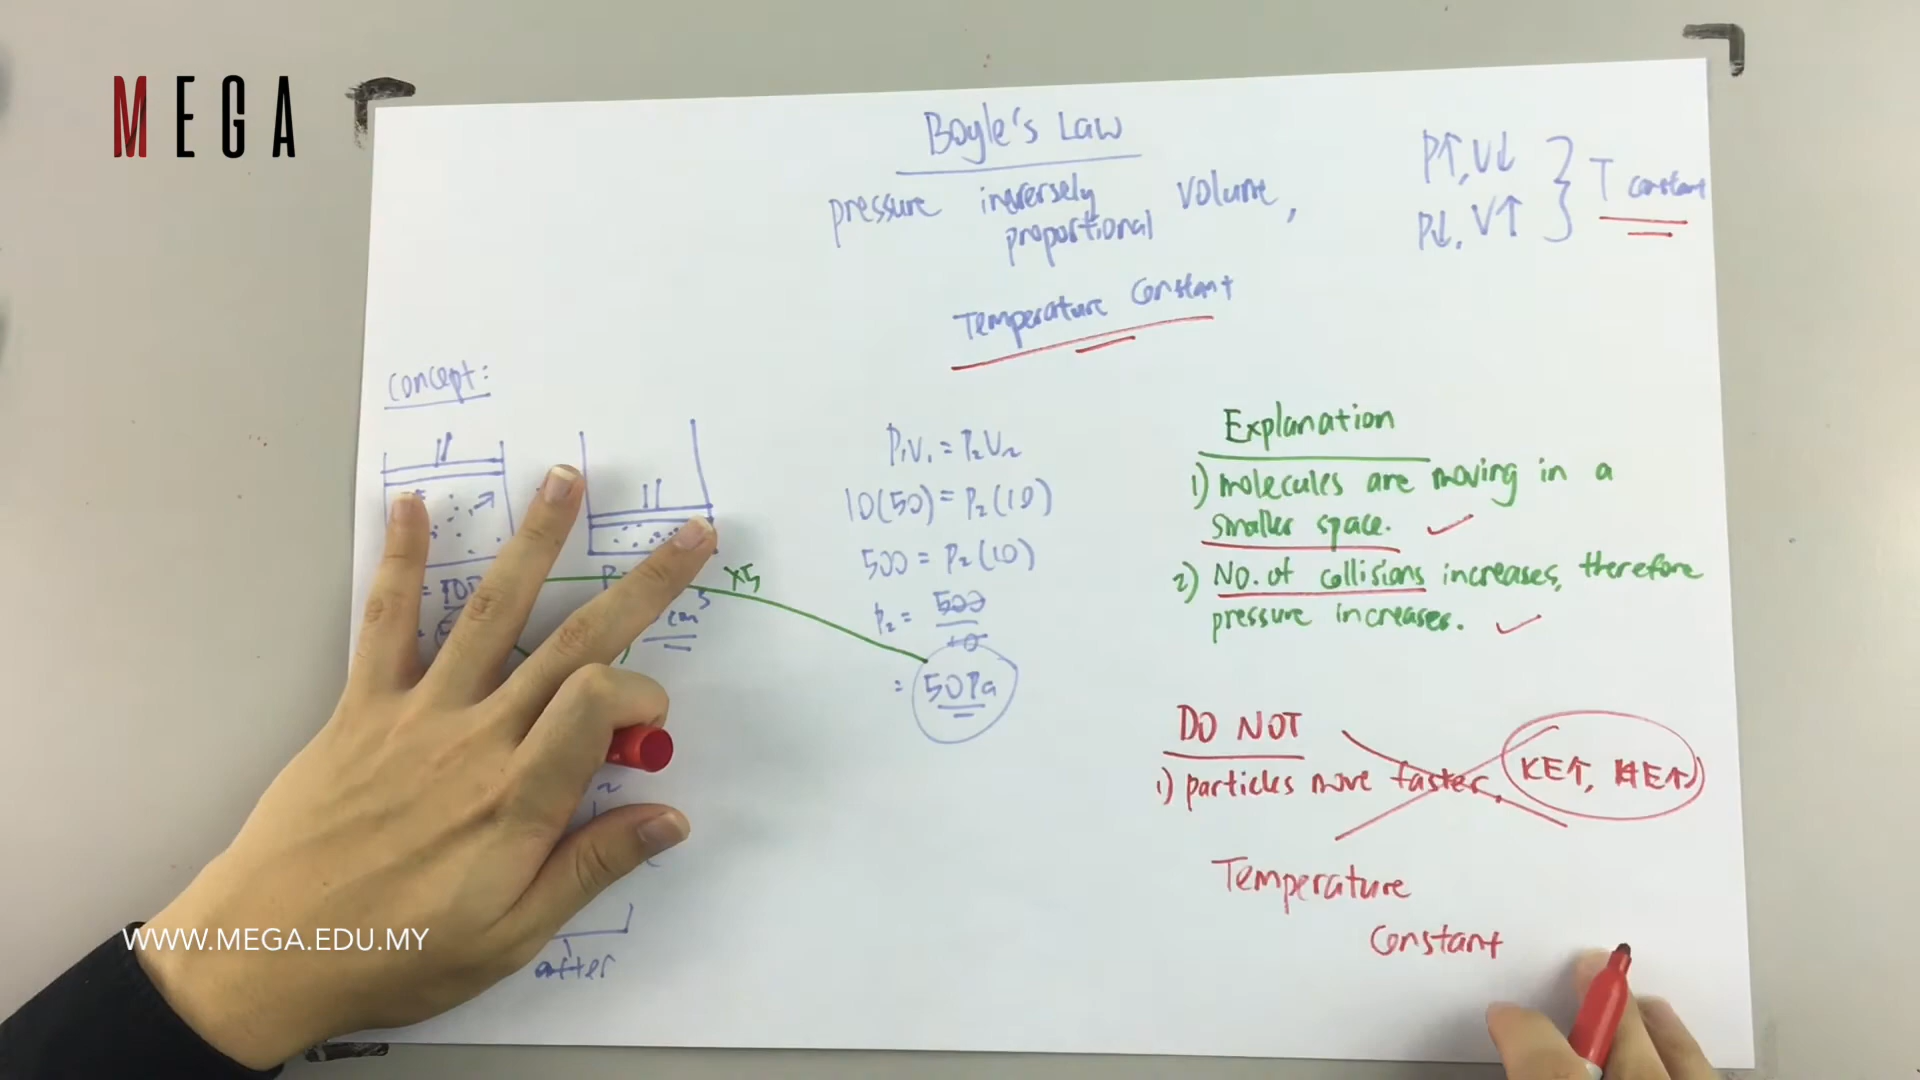 MEGA
Boyle's Law
pressure inversely proportional volume,
Temperature constant
P↑, V↓
P↓, V↑
T constant
concept:
P₁V₁ = P₂V₂
10(50) = P₂(10)
500 = P₂(10)
P₂ = 500
10
= 50Pa
x5
cm³
after
Explanation
1) molecules are moving in a
smaller space.
2) No. of collisions increases, therefore
pressure increases.
DO NOT
1) particles move faster.
KE↑, HE↑
Temperature
constant
WWW.MEGA.EDU.MY